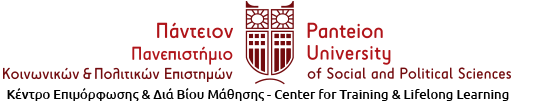 Πάντειον
Πανεπιστήμιο
Κοινωνικών & Πολιτικών Επιστημών
Panteion
University
of Social and Political Sciences
Κέντρο Επιμόρφωσης & Διά Βίου Μάθησης - Center for Training & Lifelong Learning